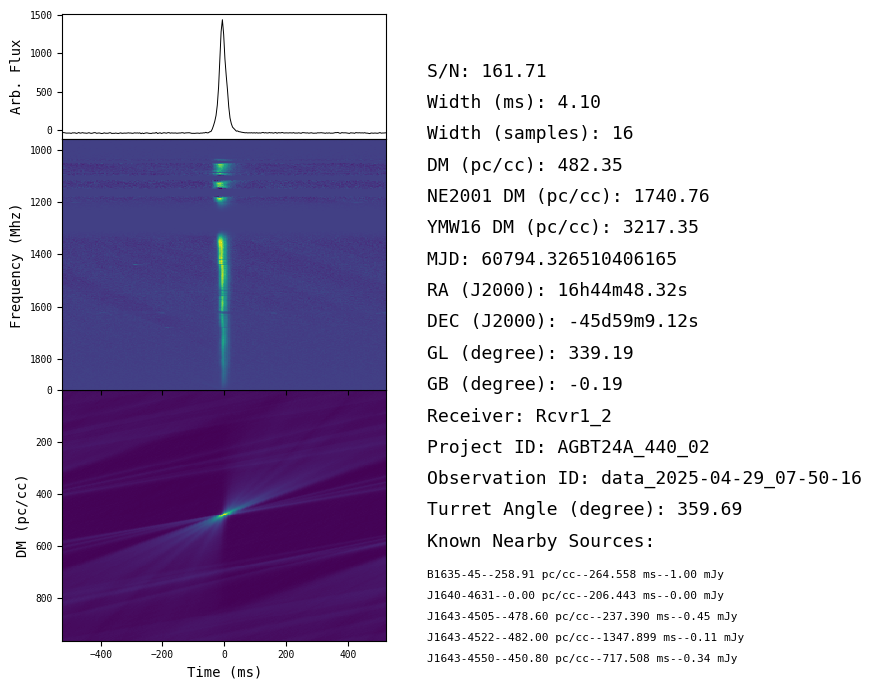 1500
1000
500
0
Arb. Flux
1000
1200
1400
1600
1800
Frequency (Mhz)
0
200
400
600
800
DM (pc/cc)
−400
−200
0
200
400
Time (ms)
S/N: 161.71
Width (ms): 4.10
Width (samples): 16
DM (pc/cc): 482.35
NE2001 DM (pc/cc): 1740.76
YMW16 DM (pc/cc): 3217.35
MJD: 60794.326510406165
RA (J2000): 16h44m48.32s
DEC (J2000): -45d59m9.12s
GL (degree): 339.19
GB (degree): -0.19
Receiver: Rcvr1_2
Project ID: AGBT24A_440_02
Observation ID: data_2025-04-29_07-50-16
Turret Angle (degree): 359.69
Known Nearby Sources:
B1635-45--258.91 pc/cc--264.558 ms--1.00 mJy
J1640-4631--0.00 pc/cc--206.443 ms--0.00 mJy
J1643-4505--478.60 pc/cc--237.390 ms--0.45 mJy
J1643-4522--482.00 pc/cc--1347.899 ms--0.11 mJy
J1643-4550--450.80 pc/cc--717.508 ms--0.34 mJy